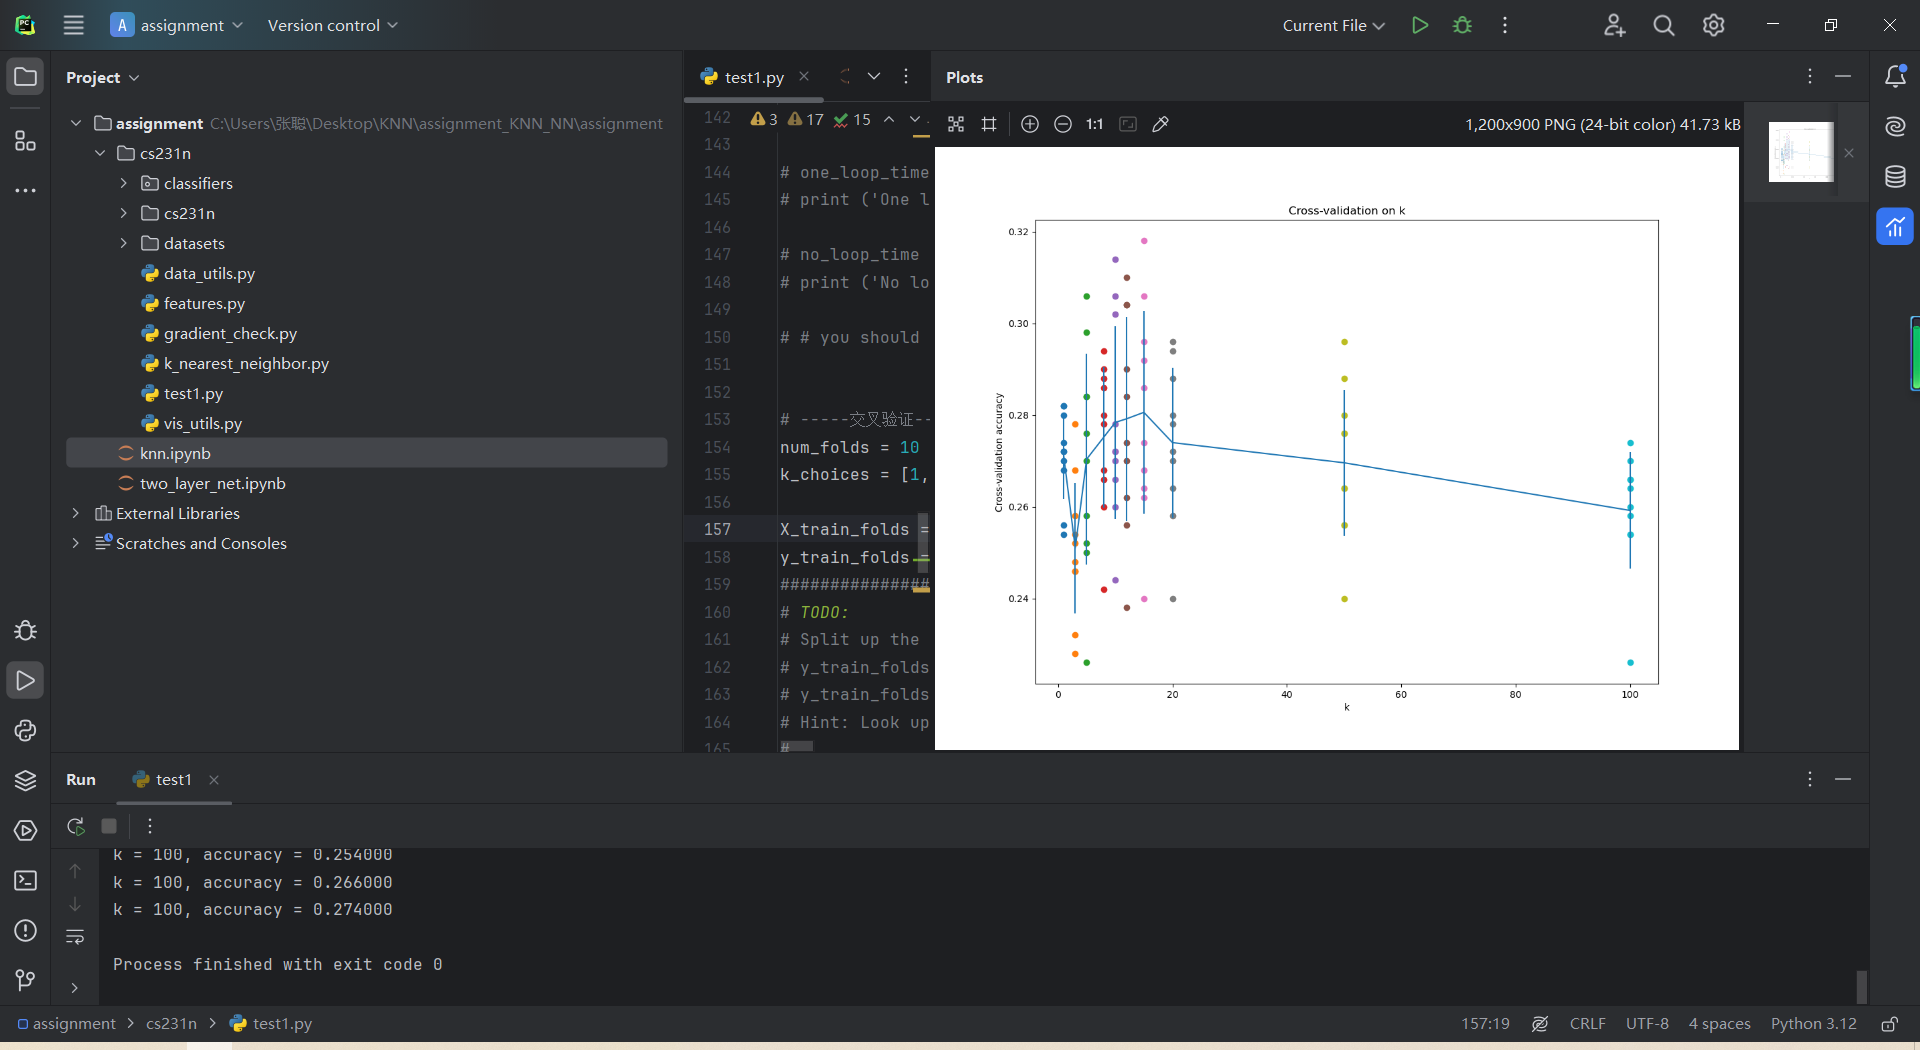 A assignment
Version control
Current File
Project
assignment C:\Users\张聪\Desktop\KNN\assignment_KNN_NN\assignment
cs231n
classifiers
cs231n
datasets
data_utils.py
features.py
gradient_check.py
k_nearest_neighbor.py
test1.py
vis_utils.py
knn.ipynb
two_layer_net.ipynb
External Libraries
Scratches and Consoles
test1.py
3 17 15
142
143
144 # one_loop_time
145 # print ('One l
146
147 # no_loop_time
148 # print ('No lo
149
150 # # you should
151
152
153 # -----交叉验证--
154 num_folds = 10
155 k_choices = [1,
156
157 X_train_folds =
158 y_train_folds =
159 ###############
160 # TODO:
161 # Split up the
162 # y_train_folds
163 # y_train_folds
164 # Hint: Look up
165 #
Plots
1:1
1,200x900 PNG (24-bit color) 41.73 kB
Cross-validation on k
Cross-validation accuracy
0.32
0.30
0.28
0.26
0.24
0 20 40 60 80 100
k
Run test1
k = 100, accuracy = 0.254000
k = 100, accuracy = 0.266000
k = 100, accuracy = 0.274000
Process finished with exit code 0
assignment > cs231n > test1.py
157:19 CRLF UTF-8 4 spaces Python 3.12